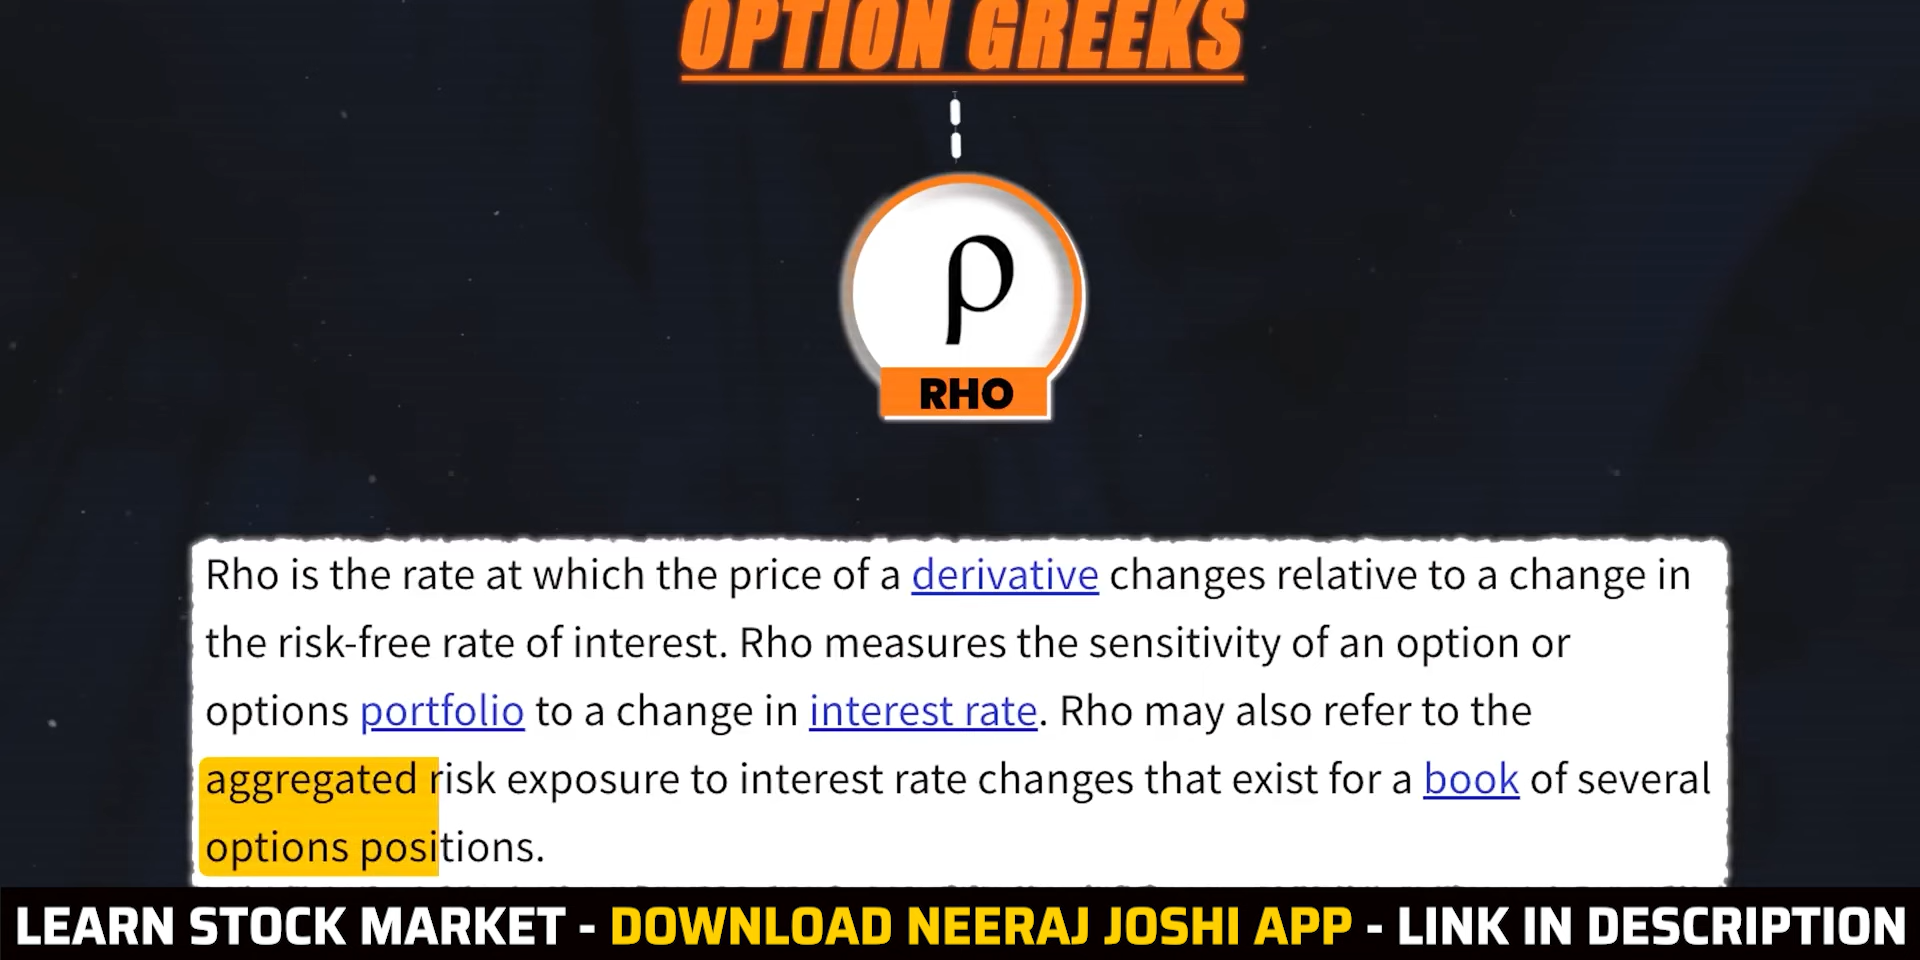 OPTION GREEKS
ρ
RHO
Rho is the rate at which the price of a derivative changes relative to a change in
the risk-free rate of interest. Rho measures the sensitivity of an option or
options portfolio to a change in interest rate. Rho may also refer to the
aggregated risk exposure to interest rate changes that exist for a book of several
options positions.
LEARN STOCK MARKET - DOWNLOAD NEERAJ JOSHI APP - LINK IN DESCRIPTION